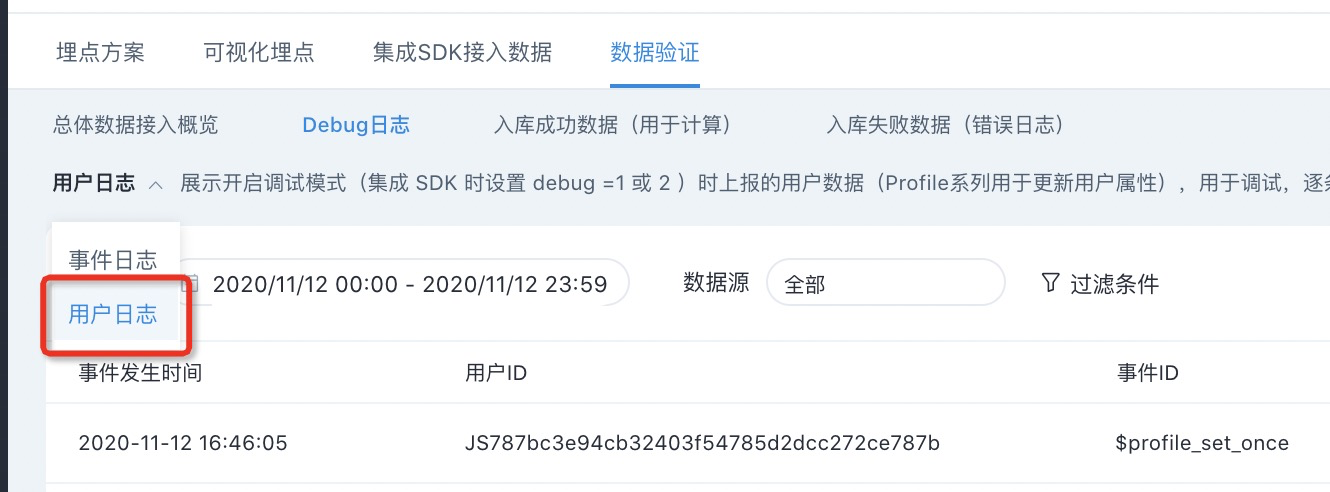 埋点方案 可视化埋点 集成SDK接入数据 数据验证
总体数据接入概览 Debug日志 入库成功数据（用于计算） 入库失败数据（错误日志）
用户日志 展示开启调试模式（集成 SDK 时设置 debug =1 或 2 ）时上报的用户数据（Profile系列用于更新用户属性），用于调试，逐
事件日志
2020/11/12 00:00 - 2020/11/12 23:59 数据源 全部 过滤条件
用户日志
事件发生时间 用户ID 事件ID
2020-11-12 16:46:05 JS787bc3e94cb32403f54785d2dcc272ce787b $profile_set_once